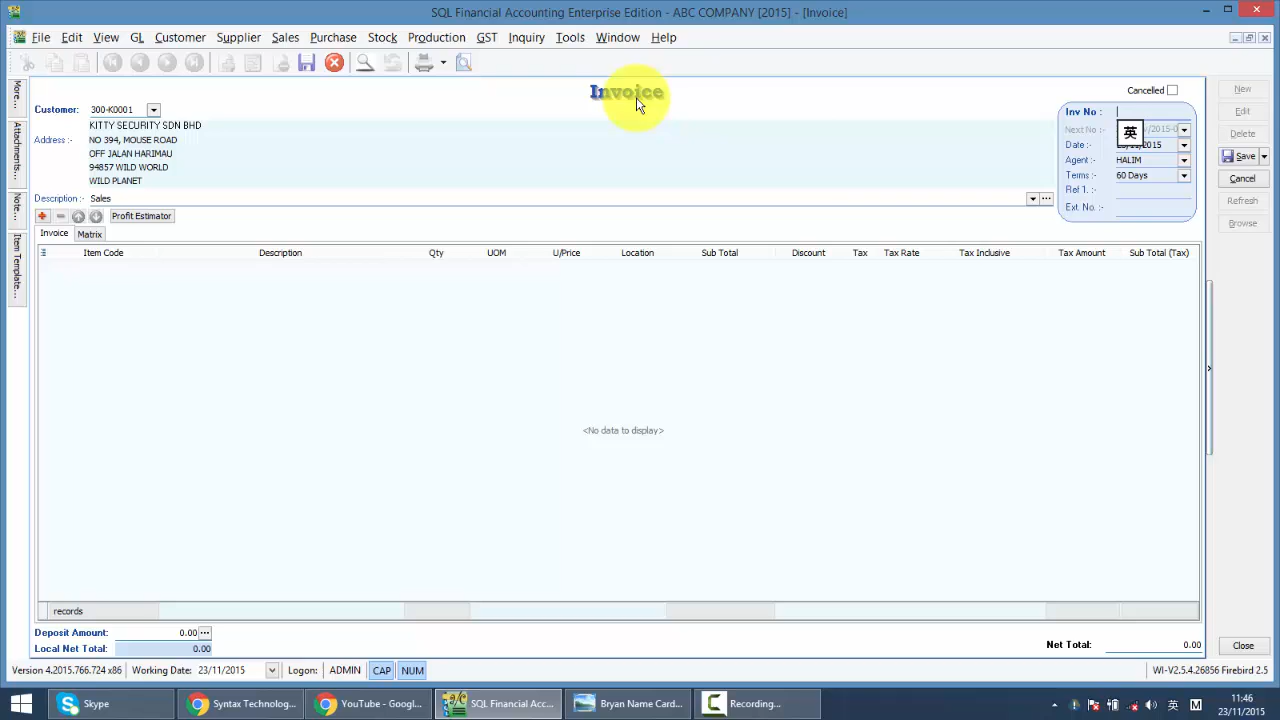 SQL Financial Accounting Enterprise Edition - ABC COMPANY [2015] - [Invoice]
File Edit View GL Customer Supplier Sales Purchase Stock Production GST Inquiry Tools Window Help
Invoice
Cancelled
New
Customer: 300-K0001
Inv No :
Edit
KITTY SECURITY SDN BHD
Next No :-
英
Delete
Address :- NO 394, MOUSE ROAD
Date:
2015
OFF JALAN HARIMAU
Agent :- HALIM
Save
94857 WILD WORLD
Terms: 60 Days
Cancel
WILD PLANET
Ref 1. :-
Description :- Sales
Ext. No. :-
Refresh
Profit Estimator
Browse
Invoice Matrix
Item Code Description Qty UOM U/Price Location Sub Total Discount Tax Tax Rate Tax Inclusive Tax Amount Sub Total (Tax)
More...
Attachments...
Note...
Item Template...
<No data to display>
records
Deposit Amount: 0.00
Local Net Total: 0.00
Net Total: 0.00
Close
Version 4.2015.766.724 x86 Working Date: 23/11/2015 Logon: ADMIN CAP NUM WI-V2.5.4.26856 Firebird 2.5
Skype Syntax Technolog... YouTube - Googl... SQL Financial Acc... Bryan Name Card... Recording... 英 M 11:46
23/11/2015